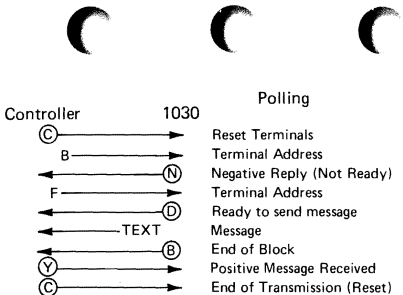 Polling
Controller 1030
Ⓒ Reset Terminals
B Terminal Address
Ⓝ Negative Reply (Not Ready)
F Terminal Address
Ⓓ Ready to send message
TEXT Message
Ⓑ End of Block
Ⓨ Positive Message Received
Ⓒ End of Transmission (Reset)